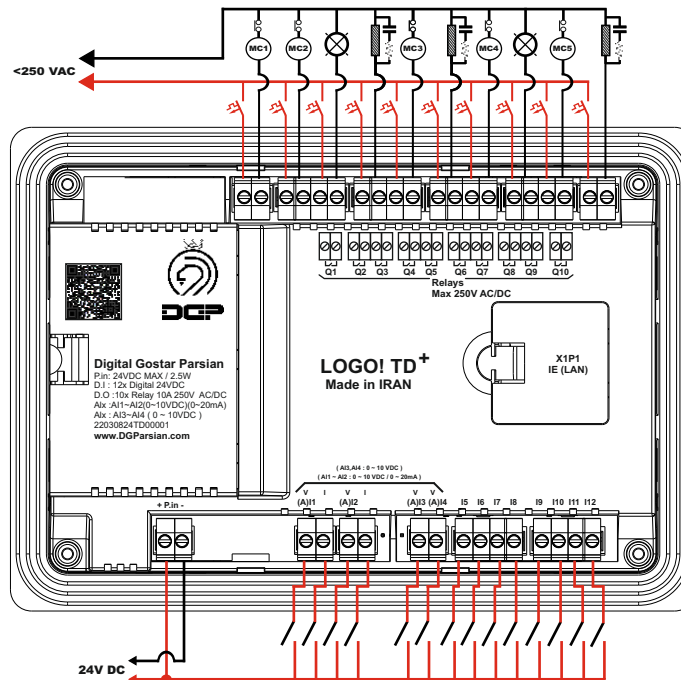 MC1 MC2 MC3 MC4 MC5
<250 VAC
Q1 Q2 Q3 Q4 Q5 Q6 Q7 Q8 Q9 Q10
Relays
Max 250V AC/DC
DGP
Digital Gostar Parsian
P.in: 24VDC MAX / 2.5W
D.I : 12x Digital 24VDC
D.O :10x Relay 10A 250V AC/DC
AIx :AI1~AI2(0~10VDC)(0~20mA)
AIx : AI3~AI4 ( 0 ~ 10VDC )
22030824TD00001
www.DGParsian.com
LOGO! TD+
Made in IRAN
X1P1
IE (LAN)
( AI3,AI4 : 0 ~ 10 VDC )
( AI1 ~ AI2 : 0 ~ 10 VDC / 0 ~ 20mA )
V I V I V V
+ P.in - (A)I1 (A)I2 (A)I3 (A)I4 I5 I6 I7 I8 I9 I10 I11 I12
24V DC